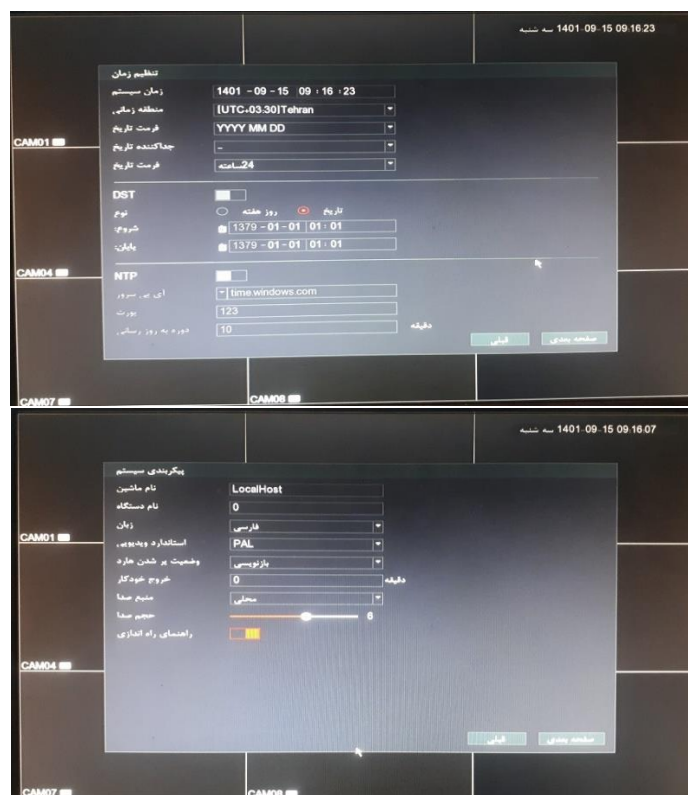 سه شنبه 1401-09-15 09:16:23
تنظیم زمان
زمان سیستم 1401 - 09 - 15 09 : 16 : 23
منطقه زمانی [UTC+03:30]Tehran
فرمت تاریخ YYYY MM DD
CAM01
جداکننده تاریخ -
فرمت تاریخ 24ساعته
DST
نوع روز هفته تاریخ
شروع: 1379 - 01 - 01 01 : 01
پایان: 1379 - 01 - 01 01 : 01
CAM04
NTP
آی پی سرور time.windows.com
پورت 123
دوره به روز رسانی 10 دقیقه
قبلی صفحه بعدی
CAM07 CAM08
سه شنبه 1401-09-15 09:16:07
پیکربندی سیستم
نام ماشین LocalHost
نام دستگاه 0
زبان فارسی
CAM01
استاندارد ویدیویی PAL
وضعیت پر شدن هارد بازنویسی
خروج خودکار 0 دقیقه
منبع صدا محلی
حجم صدا 6
راهنمای راه اندازی
CAM04
قبلی صفحه بعدی
CAM07 CAM08